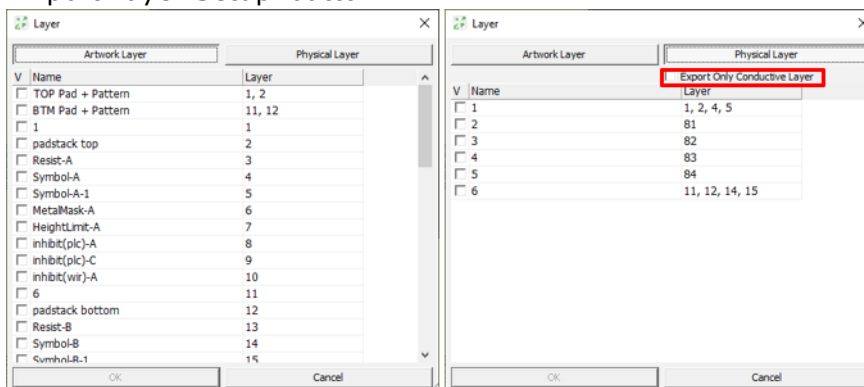 Layer
Artwork Layer Physical Layer
V Name Layer
TOP Pad + Pattern 1, 2
BTM Pad + Pattern 11, 12
1 1
padstack top 2
Resist-A 3
Symbol-A 4
Symbol-A-1 5
MetalMask-A 6
HeightLimit-A 7
inhibit(plc)-A 8
inhibit(plc)-C 9
inhibit(wir)-A 10
6 11
padstack bottom 12
Resist-B 13
Symbol-B 14
Symbol-B-1 15
OK Cancel
Layer
Artwork Layer Physical Layer
Export Only Conductive Layer
V Name Layer
1 1, 2, 4, 5
2 81
3 82
4 83
5 84
6 11, 12, 14, 15
OK Cancel